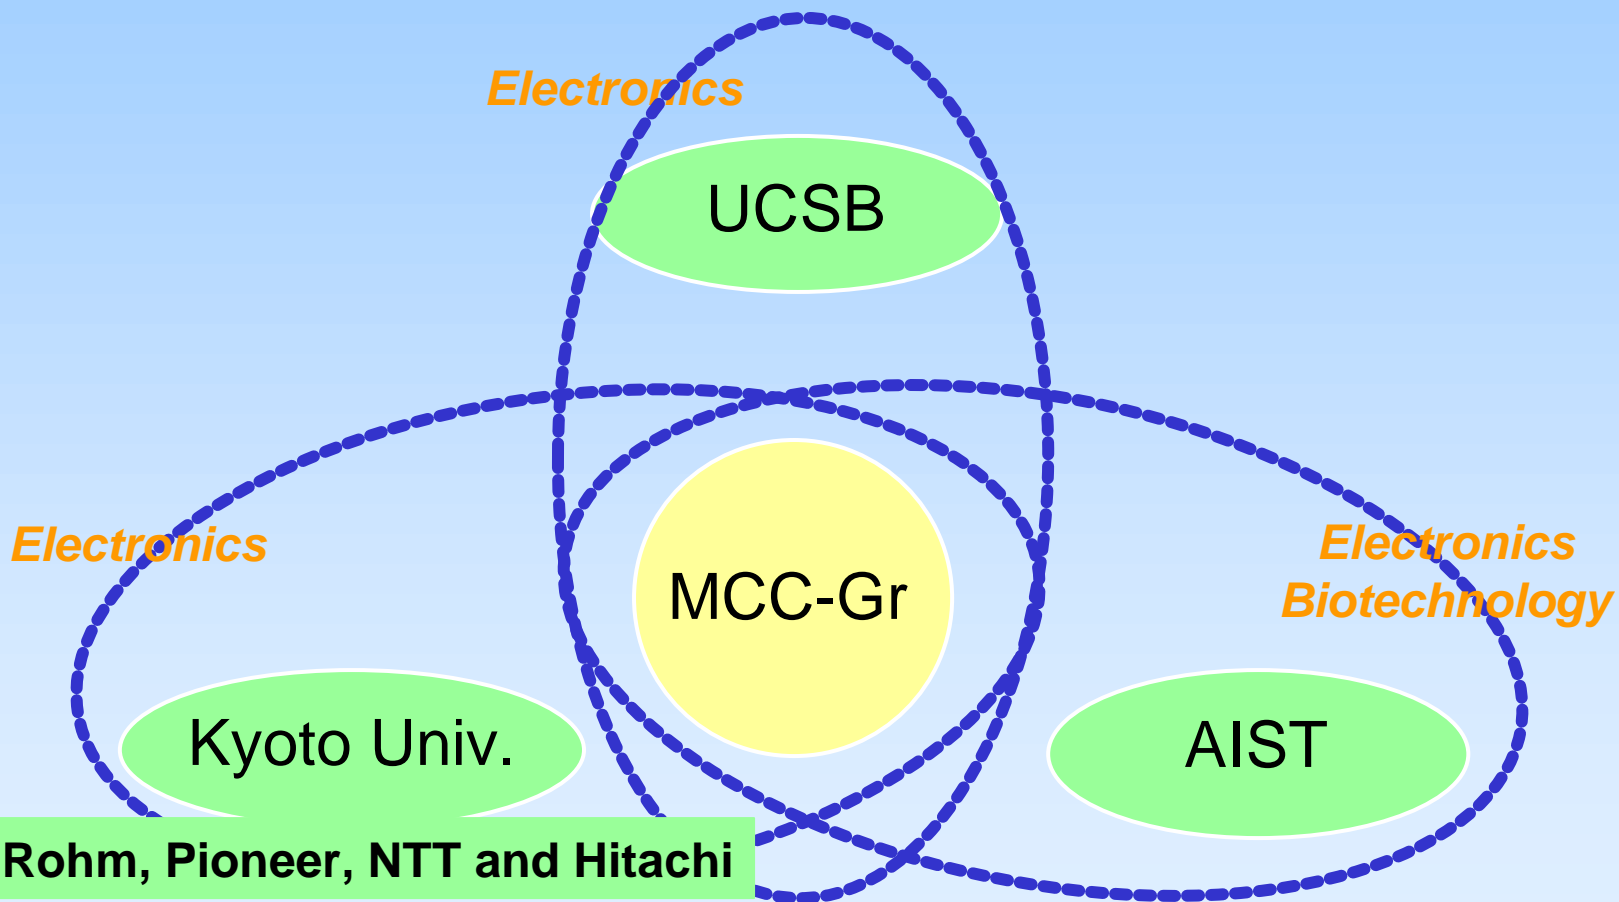 Electronics
UCSB
Electronics
Electronics
Biotechnology
MCC-Gr
Kyoto Univ.
AIST
Rohm, Pioneer, NTT and Hitachi